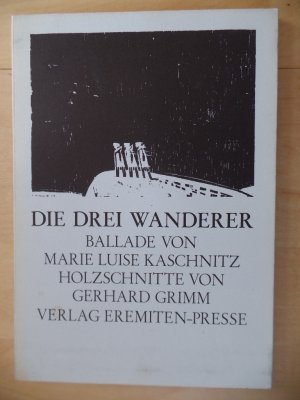 DIE DREI WANDERER
BALLADE VON
MARIE LUISE KASCHNITZ
HOLZSCHNITTE VON
GERHARD GRIMM
VERLAG EREMITEN-PRESSE